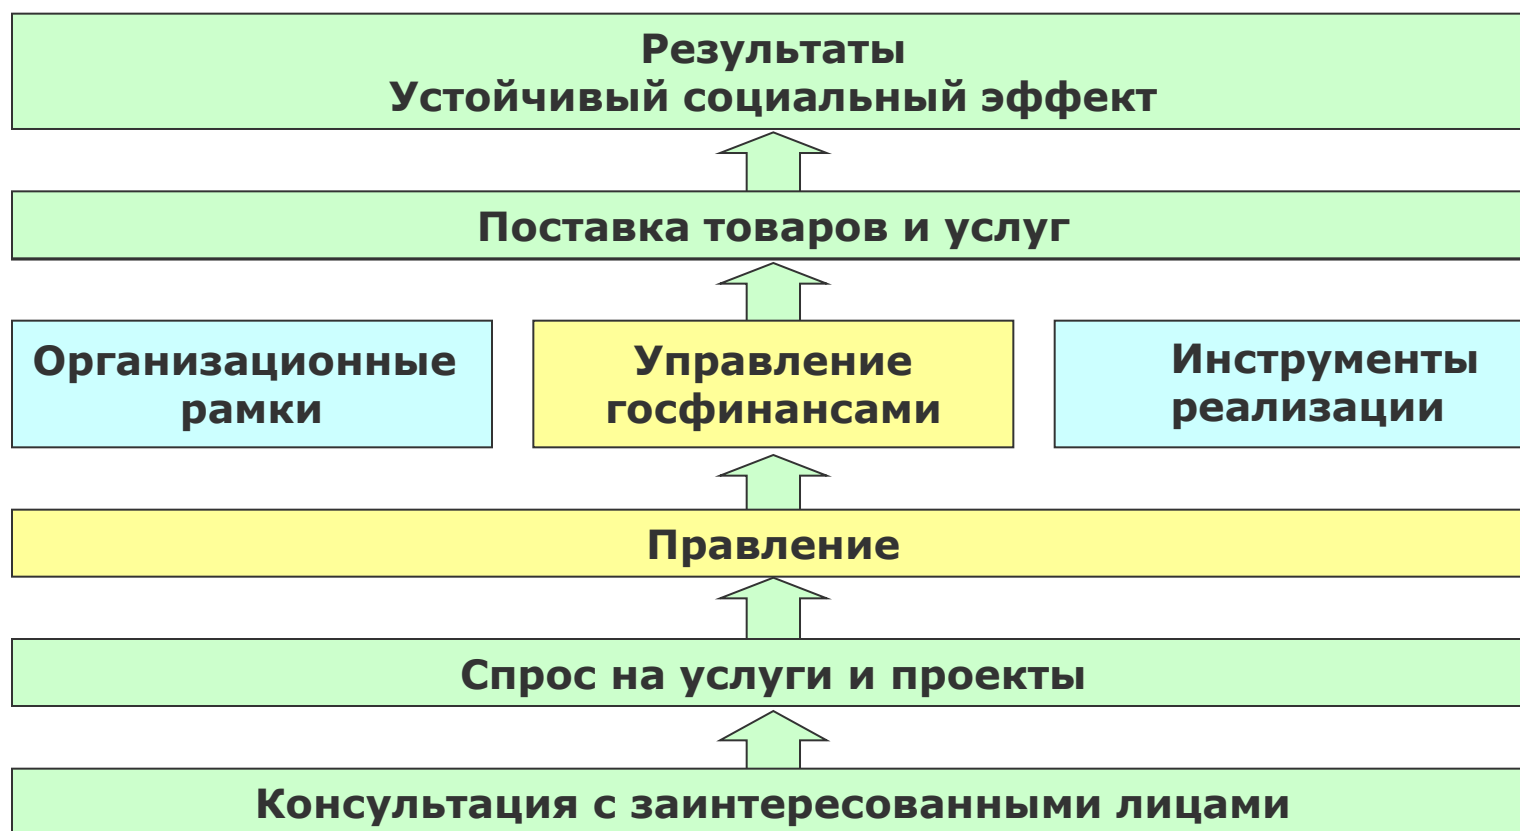 Результаты
Устойчивый социальный эффект
Поставка товаров и услуг
Организационные
рамки
Управление
госфинансами
Инструменты
реализации
Правление
Спрос на услуги и проекты
Консультация с заинтересованными лицами